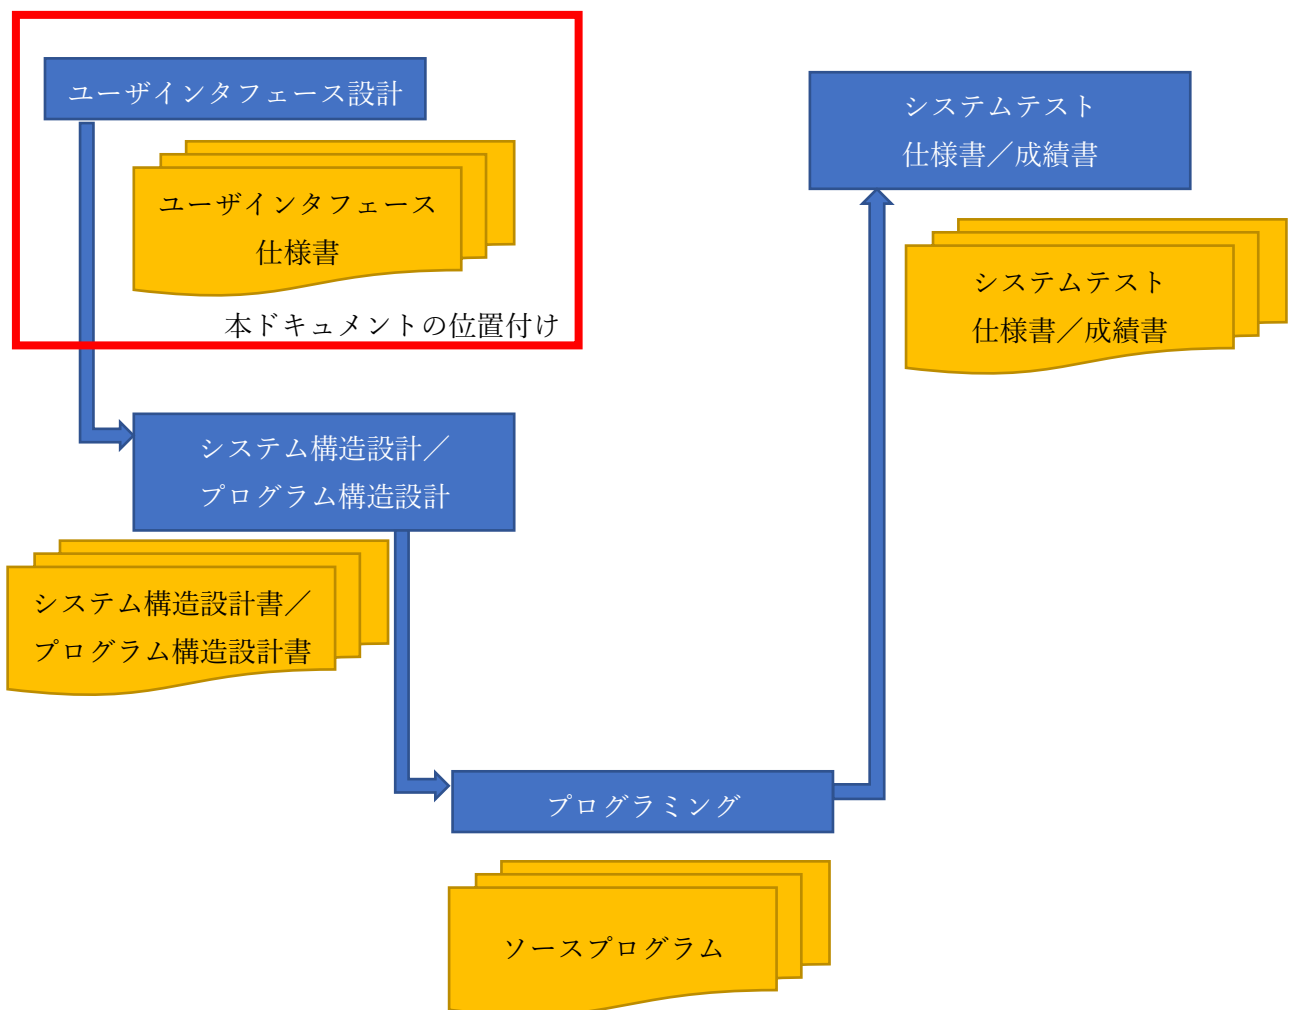 ユーザインタフェース設計
ユーザインタフェース
仕様書
本ドキュメントの位置付け
システム構造設計／
プログラム構造設計
システム構造設計書／
プログラム構造設計書
プログラミング
ソースプログラム
システムテスト
仕様書／成績書
システムテスト
仕様書／成績書